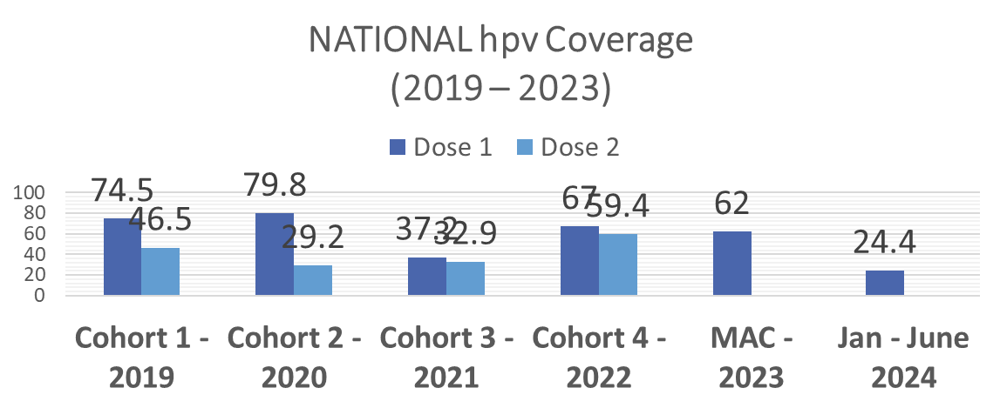 NATIONAL hpv Coverage
(2019 – 2023)
Dose 1 Dose 2
100
80
60
40
20
0
74.5
46.5
79.8
29.2
37.2
32.9
67
59.4
62
24.4
Cohort 1 -
2019
Cohort 2 -
2020
Cohort 3 -
2021
Cohort 4 -
2022
MAC -
2023
Jan - June
2024